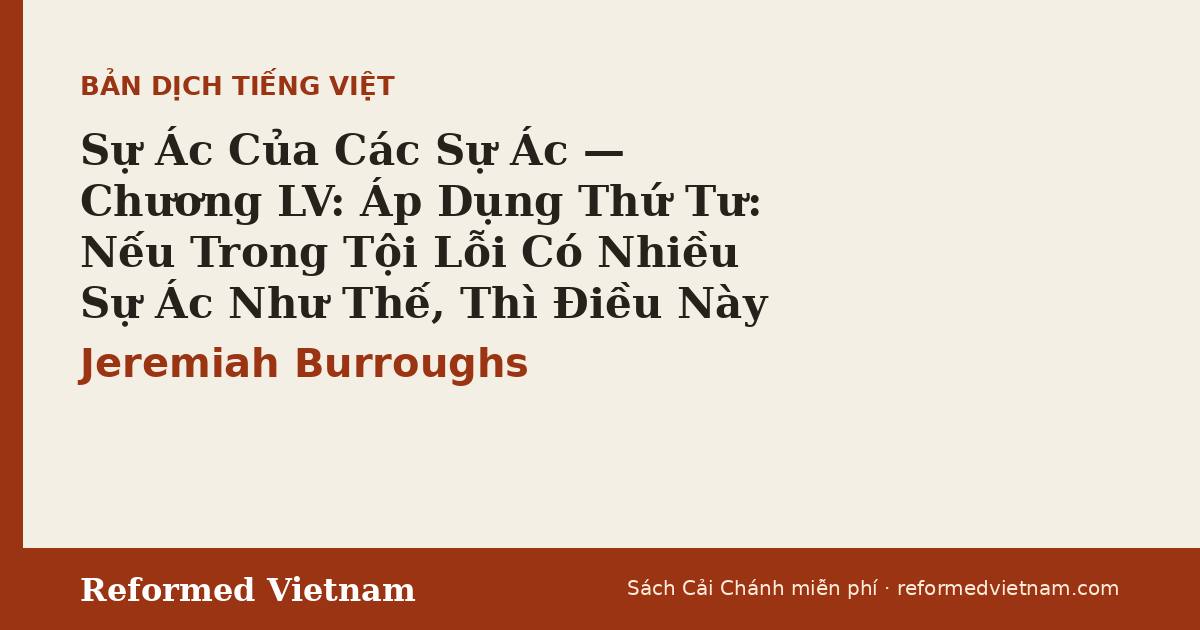 BẢN DỊCH TIẾNG VIỆT
Sự Ác Của Các Sự Ác —
Chương LV: Áp Dụng Thứ Tư:
Nếu Trong Tội Lỗi Có Nhiều
Sự Ác Như Thế, Thì Điều Này
Jeremiah Burroughs
Reformed Vietnam
Sách Cải Chánh miễn phí · reformedvietnam.com